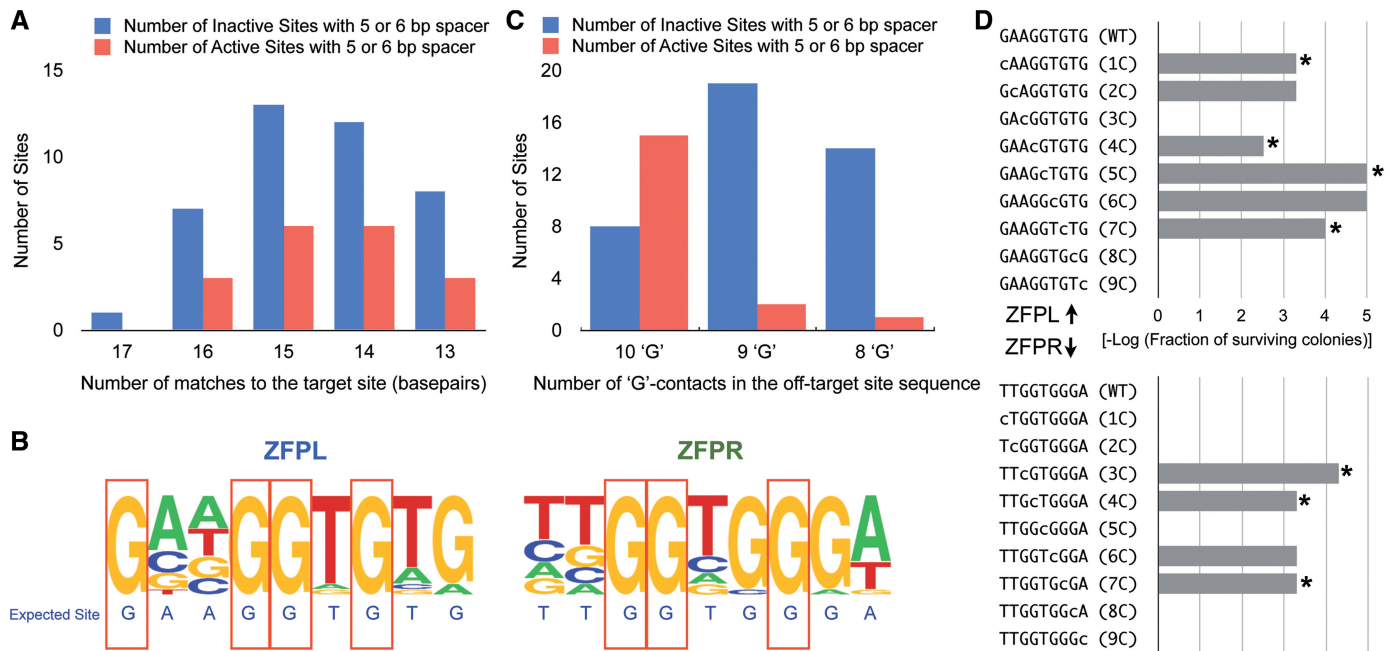 A
Number of Inactive Sites with 5 or 6 bp spacer
Number of Active Sites with 5 or 6 bp spacer
Number of Sites
15
10
5
0
17 16 15 14 13
Number of matches to the target site (basepairs)
C
Number of Inactive Sites with 5 or 6 bp spacer
Number of Active Sites with 5 or 6 bp spacer
Number of Sites
20
16
12
8
4
0
10 ‘G’ 9 ‘G’ 8 ‘G’
Number of ‘G’-contacts in the off-target site sequence
B
ZFPL
G A C G T A T G C G G T A G G T A C G G A
Expected Site G A A G G T G T G
ZFPR
T C A G T G C A G G T C A G G C G G A A T G
T T G G T G G G A
D
GAAGGTGTG (WT)
cAAGGTGTG (1C) *
GcAGGTGTG (2C)
GAcGGTGTG (3C)
GAAcGTGTG (4C) *
GAAGcTGTG (5C) *
GAAGGcGTG (6C)
GAAGGTcTG (7C) *
GAAGGTGcG (8C)
GAAGGTGTc (9C)
0 1 2 3 4 5
[-Log (Fraction of surviving colonies)]
ZFPL ↑
ZFPR ↓
TTGGTGGGA (WT)
cTGGTGGGA (1C)
TcGGTGGGA (2C)
TTcGTGGGA (3C) *
TTGcTGGGA (4C) *
TTGGcGGGA (5C)
TTGGTcGGA (6C)
TTGGTGcGA (7C) *
TTGGTGGcA (8C)
TTGGTGGGc (9C)